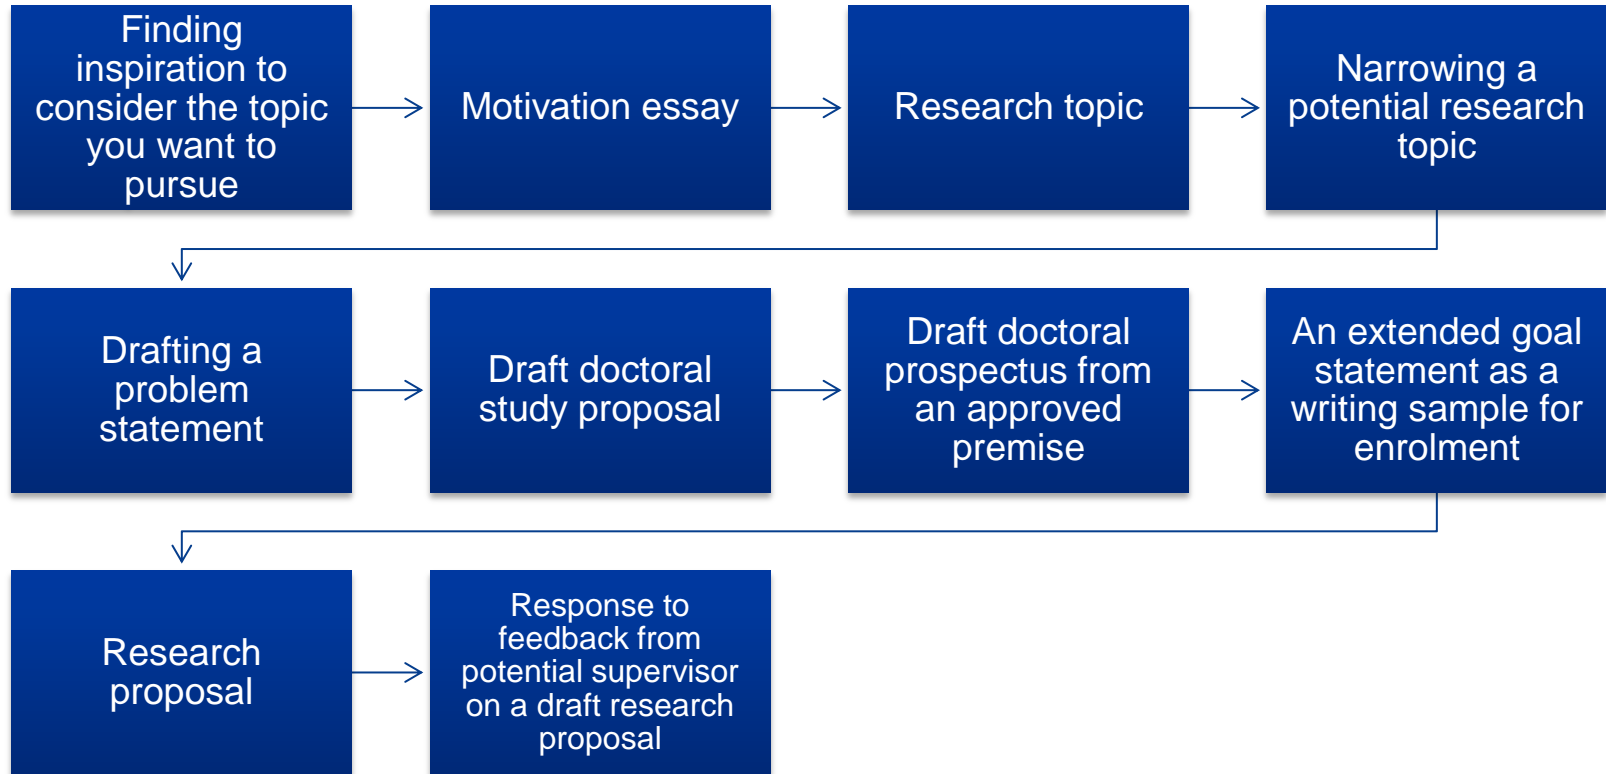 Finding
inspiration to
consider the topic
you want to
pursue
Motivation essay
Research topic
Narrowing a
potential research
topic
Drafting a
problem
statement
Draft doctoral
study proposal
Draft doctoral
prospectus from
an approved
premise
An extended goal
statement as a
writing sample for
enrolment
Research
proposal
Response to
feedback from
potential supervisor
on a draft research
proposal